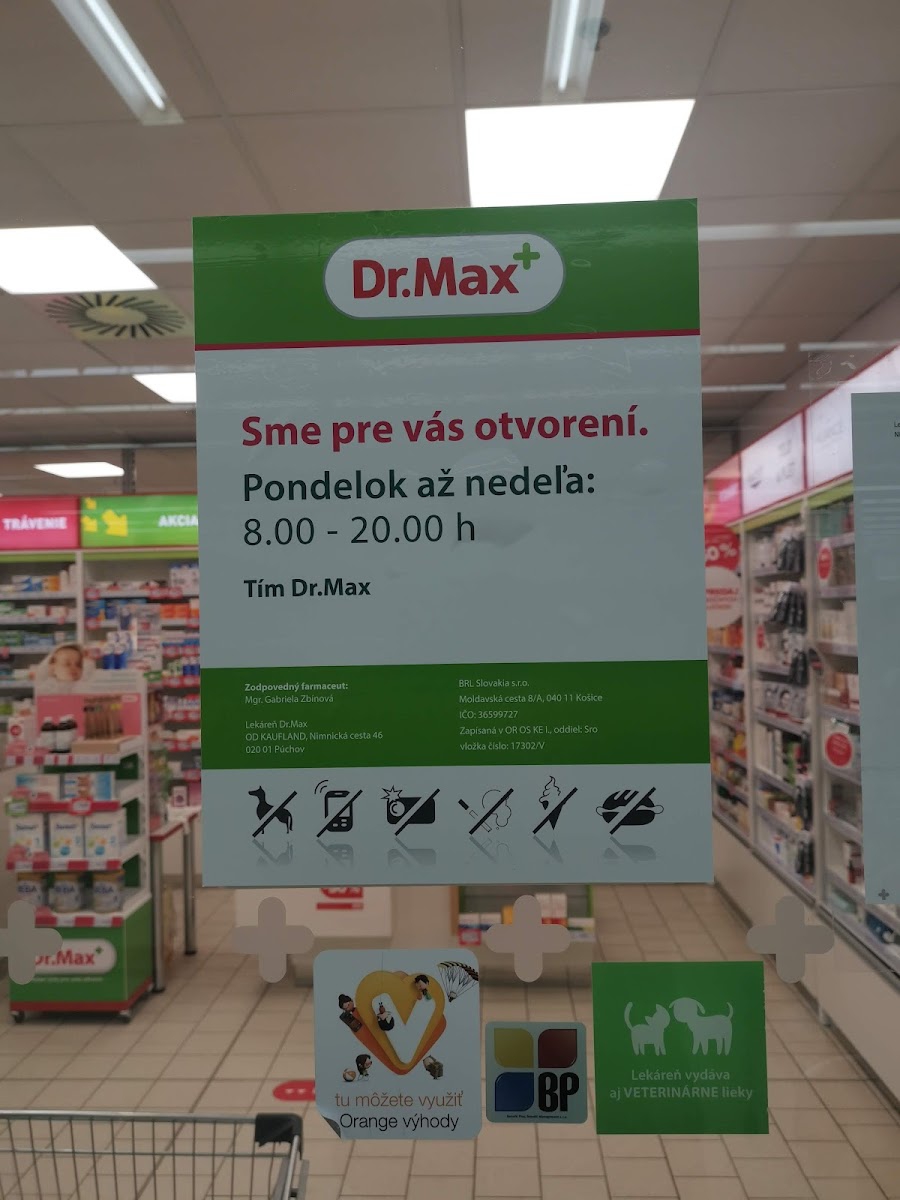 Dr.Max+
Sme pre vás otvorení.
Pondelok až nedeľa:
8.00 - 20.00 h
Tím Dr.Max
Zodpovedný farmaceut:
Mgr. Gabriela Zbínová
Lekáreň Dr.Max
OD KAUFLAND, Nimnická cesta 46
020 01 Púchov
BRL Slovakia s.r.o.
Moldavská cesta 8/A, 040 11 Košice
IČO: 36599727
Zapísaná v OR OS KE I., oddiel: Sro
vložka číslo: 17302/V
TRÁVENIE
AKCIA
Dr.Max+
tu môžete využiť
Orange výhody
BP
Lekáreň vydáva
aj VETERINÁRNE lieky